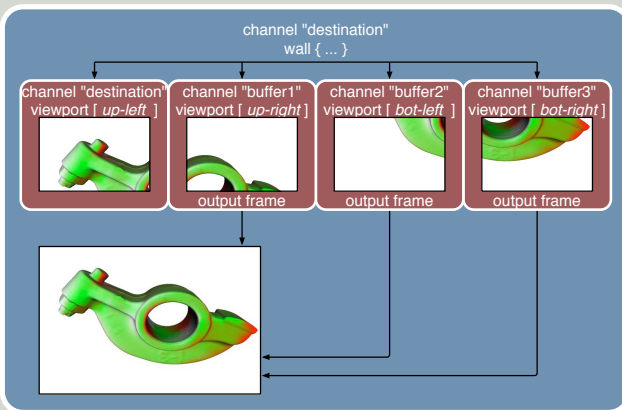 channel "destination"
wall { ... }
channel "destination"
viewport [ up-left ]
channel "buffer1"
viewport [ up-right ]
output frame
channel "buffer2"
viewport [ bot-left ]
output frame
channel "buffer3"
viewport [ bot-right ]
output frame